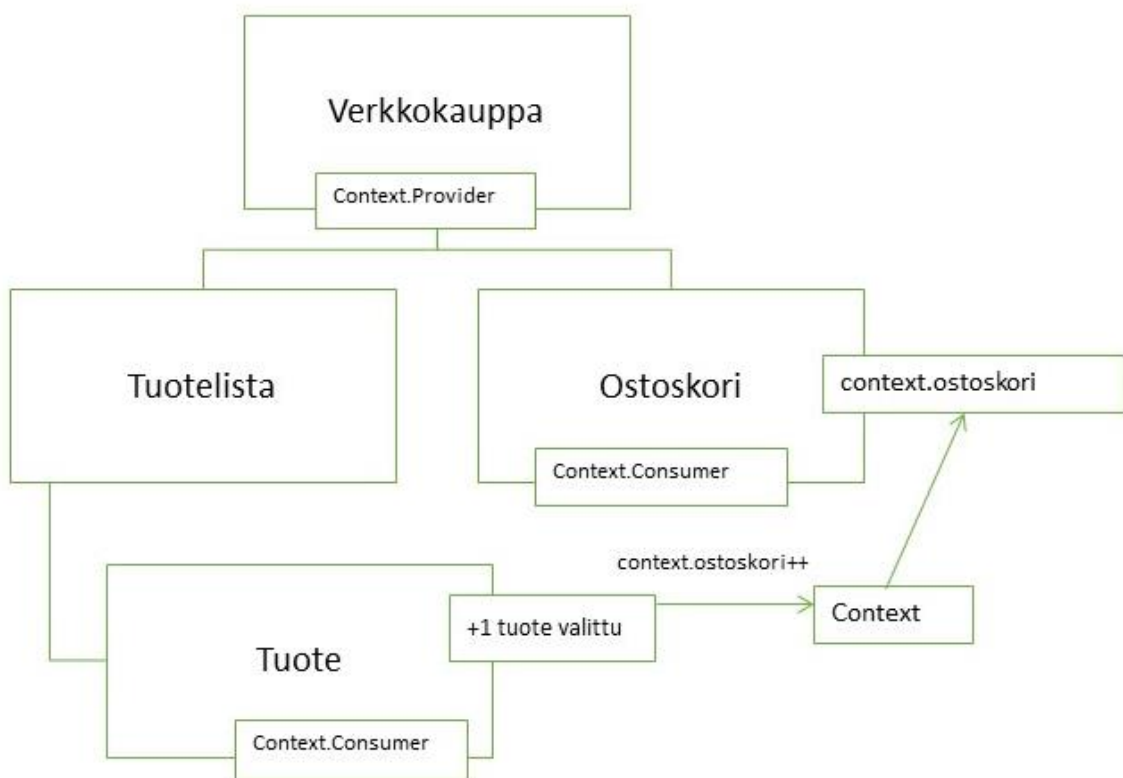 Verkkokauppa
Context.Provider
Tuotelista
Ostoskori
context.ostoskori
Context.Consumer
context.ostoskori++
+1 tuote valittu
Context
Tuote
Context.Consumer